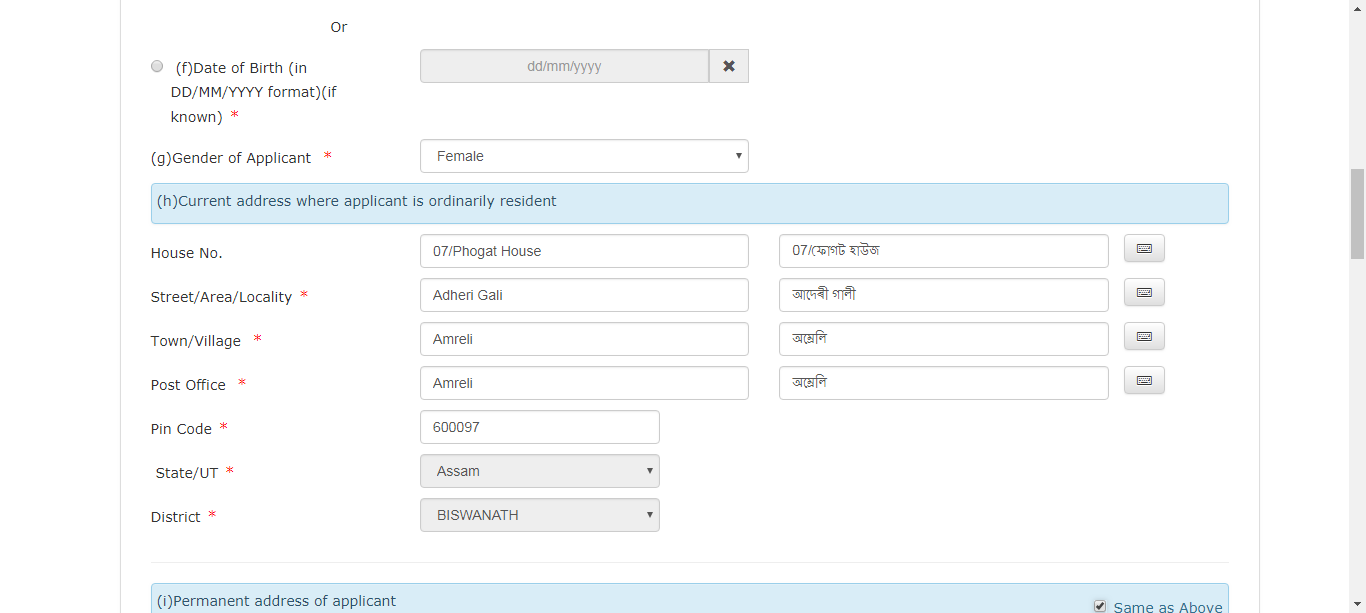 Or
(f)Date of Birth (in
DD/MM/YYYY format)(if
known) *
dd/mm/yyyy
(g)Gender of Applicant *
Female
(h)Current address where applicant is ordinarily resident
House No.
07/Phogat House
07/ফোগট হাউজ
Street/Area/Locality *
Adheri Gali
আদেৰী গালী
Town/Village *
Amreli
অম্ৰেলি
Post Office *
Amreli
অম্ৰেলি
Pin Code *
600097
State/UT *
Assam
District *
BISWANATH
(i)Permanent address of applicant
Same as Above